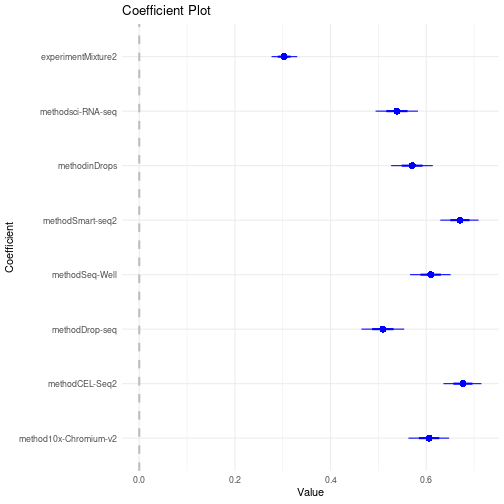 Coefficient Plot
Coefficient
experimentMixture2
methodsci-RNA-seq
methodinDrops
methodSmart-seq2
methodSeq-Well
methodDrop-seq
methodCEL-Seq2
method10x-Chromium-v2
0.0 0.2 0.4 0.6
Value